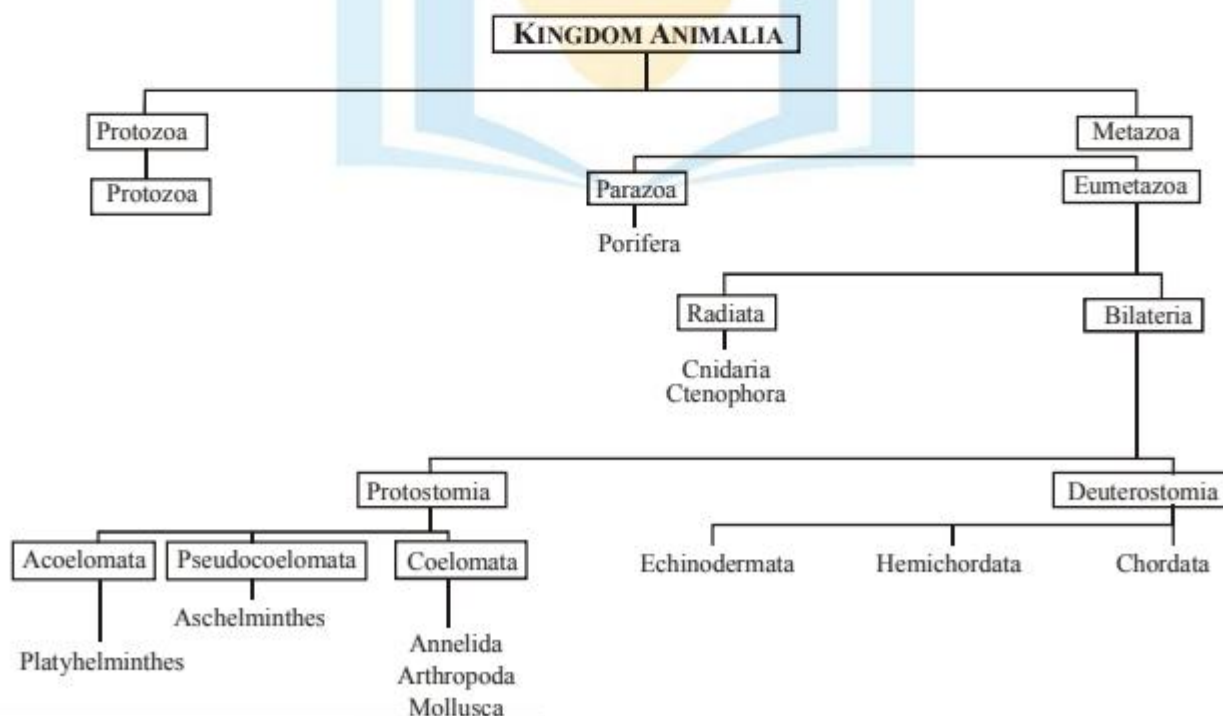 KINGDOM ANIMALIA
Protozoa
Metazoa
Protozoa
Parazoa
Eumetazoa
Porifera
Radiata
Bilateria
Cnidaria
Ctenophora
Protostomia
Deuterostomia
Acoelomata
Pseudocoelomata
Coelomata
Echinodermata
Hemichordata
Chordata
Aschelminthes
Platyhelminthes
Annelida
Arthropoda
Mollusca